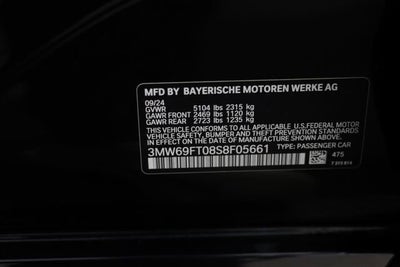 MFD BY BAYERISCHE MOTOREN WERKE AG
09/24
GVWR 5104 lbs 2315 kg
GAWR FRONT 2469 lbs 1120 kg
GAWR REAR 2723 lbs 1235 kg
THIS CAR CONFORMS TO ALL APPLICABLE U.S.FEDERAL MOTOR
VEHICLE SAFETY, BUMPER, AND THEFT PREVENTION STANDARDS
IN EFFECT ON THE DATE OF MANUFACTURE SHOWN ABOVE.
3MW69FT08S8F05661 TYPE: PASSENGER CAR
475